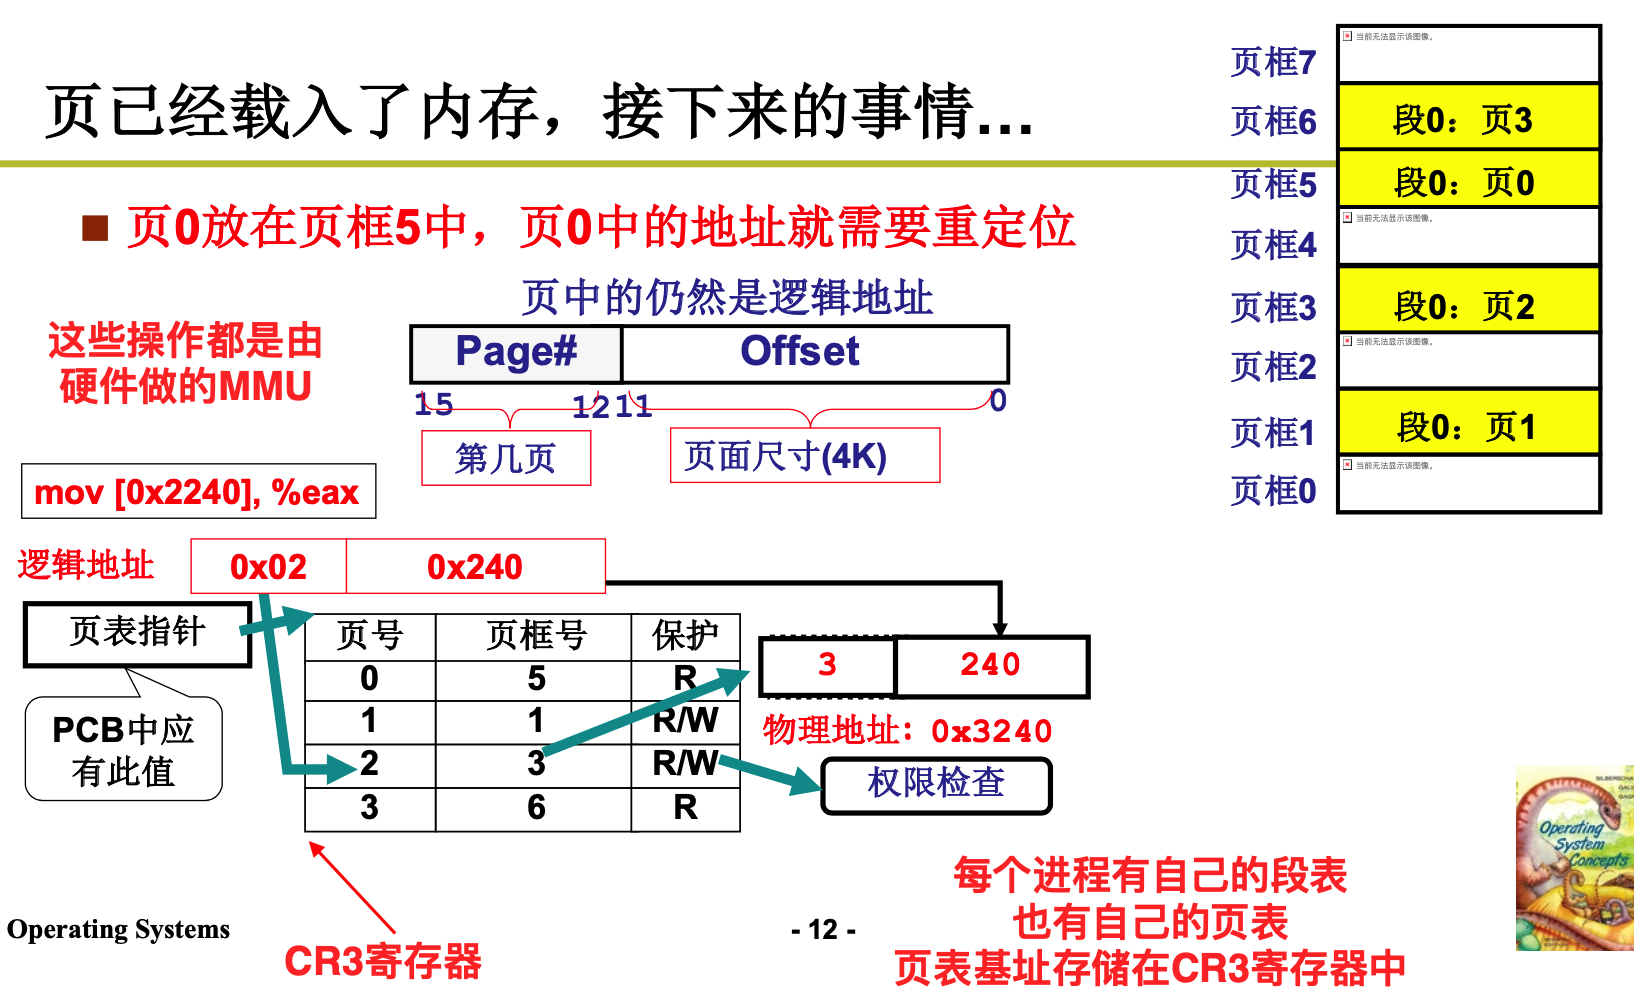 页已经载入了内存，接下来的事情...
■ 页0放在页框5中，页0中的地址就需要重定位
页中的仍然是逻辑地址
这些操作都是由
硬件做的MMU
Page# Offset
15 12 11 0
第几页 页面尺寸(4K)
mov [0x2240], %eax
逻辑地址 0x02 0x240
页表指针
PCB中应
有此值
页号 页框号 保护
0 5 R
1 1 R/W
2 3 R/W
3 6 R
3 240
物理地址：0x3240
权限检查
CR3寄存器
每个进程有自己的段表
也有自己的页表
页表基址存储在CR3寄存器中
页框7 当前无法显示该图像。
页框6 段0：页3
页框5 段0：页0
页框4 当前无法显示该图像。
页框3 段0：页2
页框2 当前无法显示该图像。
页框1 段0：页1
页框0 当前无法显示该图像。
Operating Systems
- 12 -
Operating
System
Concepts